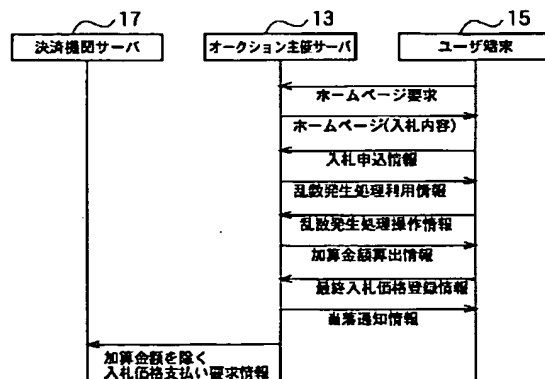 17
13
15
決済機関サーバ
オークション主催サーバ
ユーザ端末
ホームページ要求
ホームページ(入札内容)
入札申込情報
乱数発生処理利用情報
乱数発生処理操作情報
加算金額算出情報
最終入札価格登録情報
当落通知情報
加算金額を除く
入札価格支払い要求情報